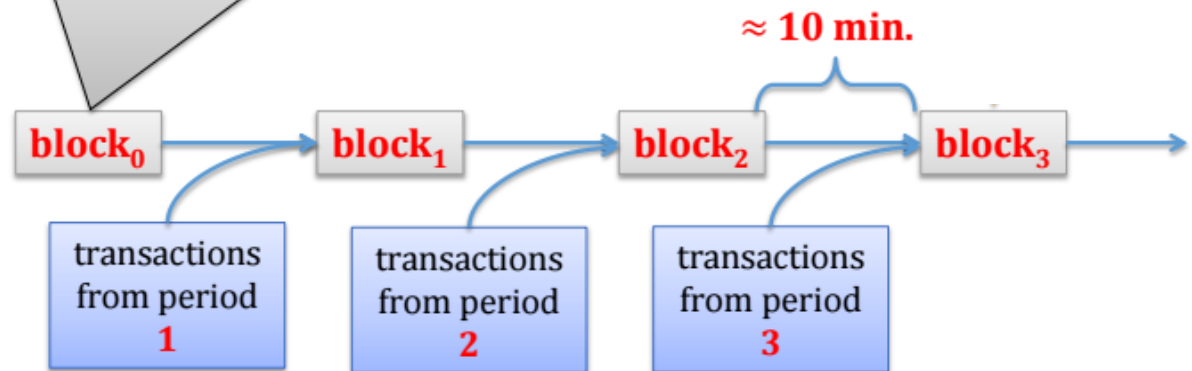 ≈ 10 min.
block₀ block₁ block₂ block₃
transactions
from period
1
transactions
from period
2
transactions
from period
3